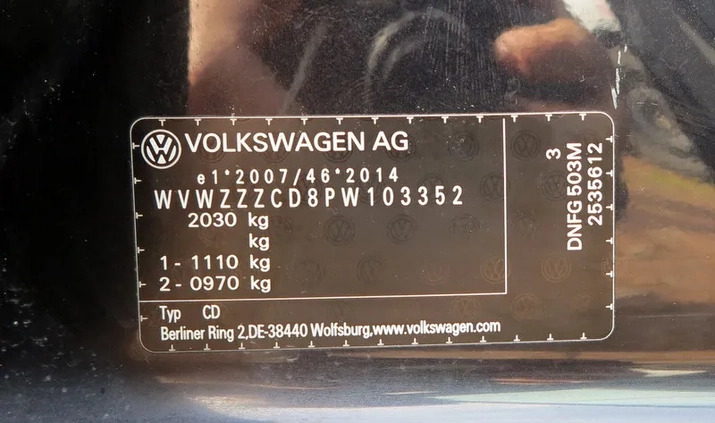 VOLKSWAGEN AG
e1*2007/46*2014
WVWZZZCD8PW103352
2030 kg
kg
1 - 1110 kg
2 - 0970 kg
Typ CD
Berliner Ring 2,DE-38440 Wolfsburg,www.volkswagen.com
3
DNFG 503M
2535612